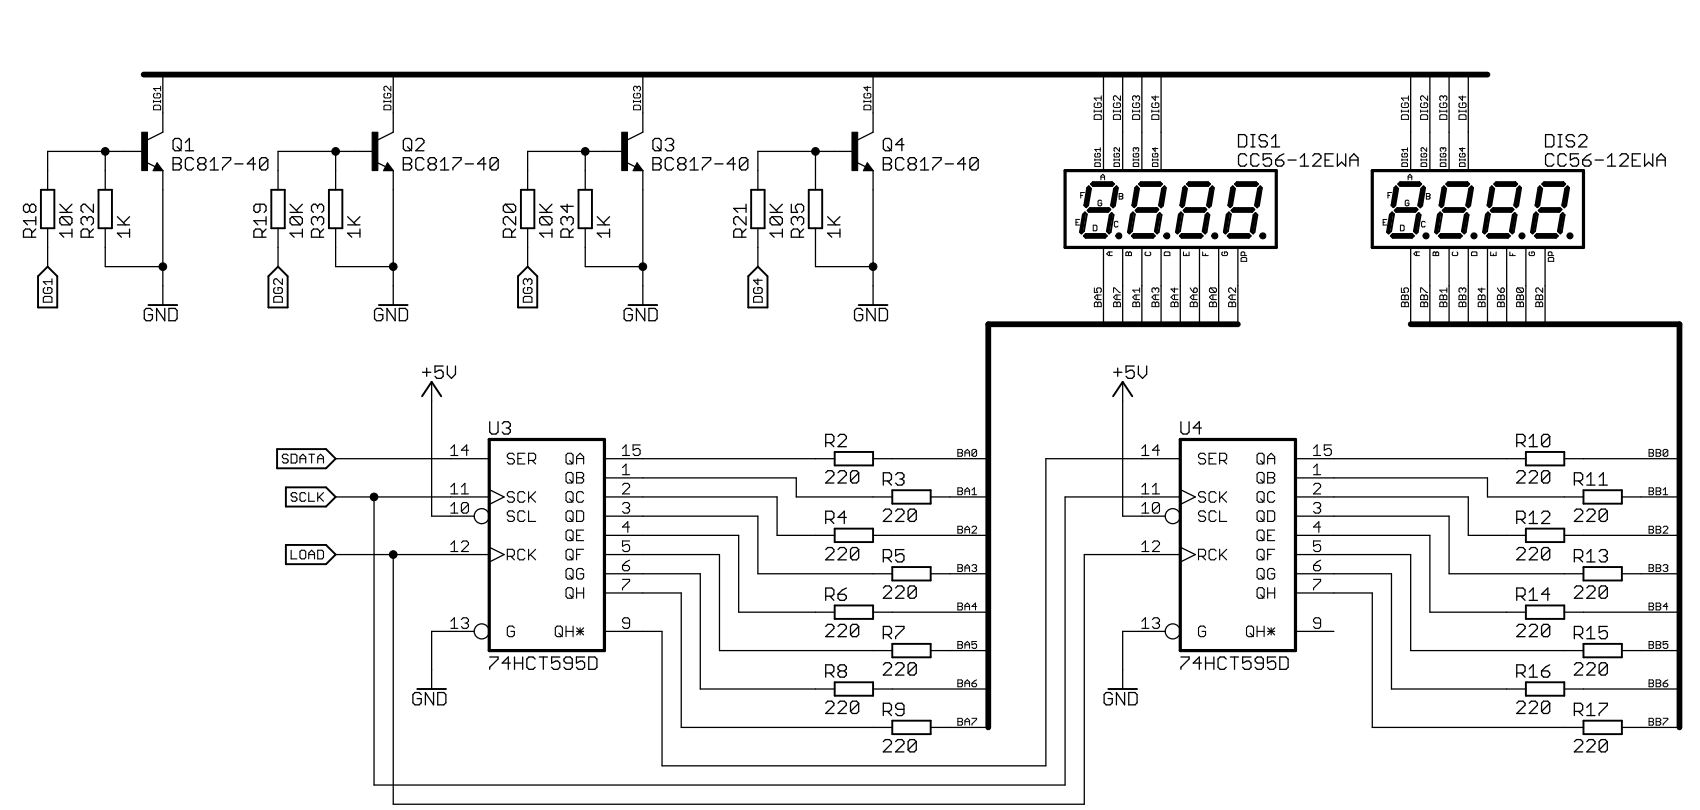 DIG1
DIG2
DIG3
DIG4
DIG1
DIG2
DIG3
DIG4
DIG1
DIG2
DIG3
DIG4
Q1
BC817-40
Q2
BC817-40
Q3
BC817-40
Q4
BC817-40
DIS1
CC56-12EWA
DIS2
CC56-12EWA
DIG1
DIG2
DIG3
DIG4
DIG1
DIG2
DIG3
DIG4
R18
10K
R32
1K
R19
10K
R33
1K
R20
10K
R34
1K
R21
10K
R35
1K
A
F
B
G
E
C
D
A
F
B
G
E
C
D
A
B
C
D
E
F
G
DP
A
B
C
D
E
F
G
DP
DG1
DG2
DG3
DG4
BA5
BA7
BA1
BA3
BA4
BA6
BA0
BA2
BB5
BB7
BB1
BB3
BB4
BB6
BB0
BB2
GND
GND
GND
GND
+5V
+5V
U3
U4
SDATA
14
SER
QA
15
R2
220
BA0
QB
1
R3
220
BA1
SCLK
11
SCK
QC
2
R4
220
BA2
10
SCL
QD
3
R5
220
BA3
QE
4
R6
220
BA4
LOAD
12
RCK
QF
5
R7
220
BA5
QG
6
R8
220
BA6
QH
7
R9
220
BA7
13
G
QH*
9
74HCT595D
GND
14
SER
QA
15
R10
220
BB0
QB
1
R11
220
BB1
11
SCK
QC
2
R12
220
BB2
10
SCL
QD
3
R13
220
BB3
QE
4
R14
220
BB4
12
RCK
QF
5
R15
220
BB5
QG
6
R16
220
BB6
QH
7
R17
220
BB7
13
G
QH*
9
74HCT595D
GND